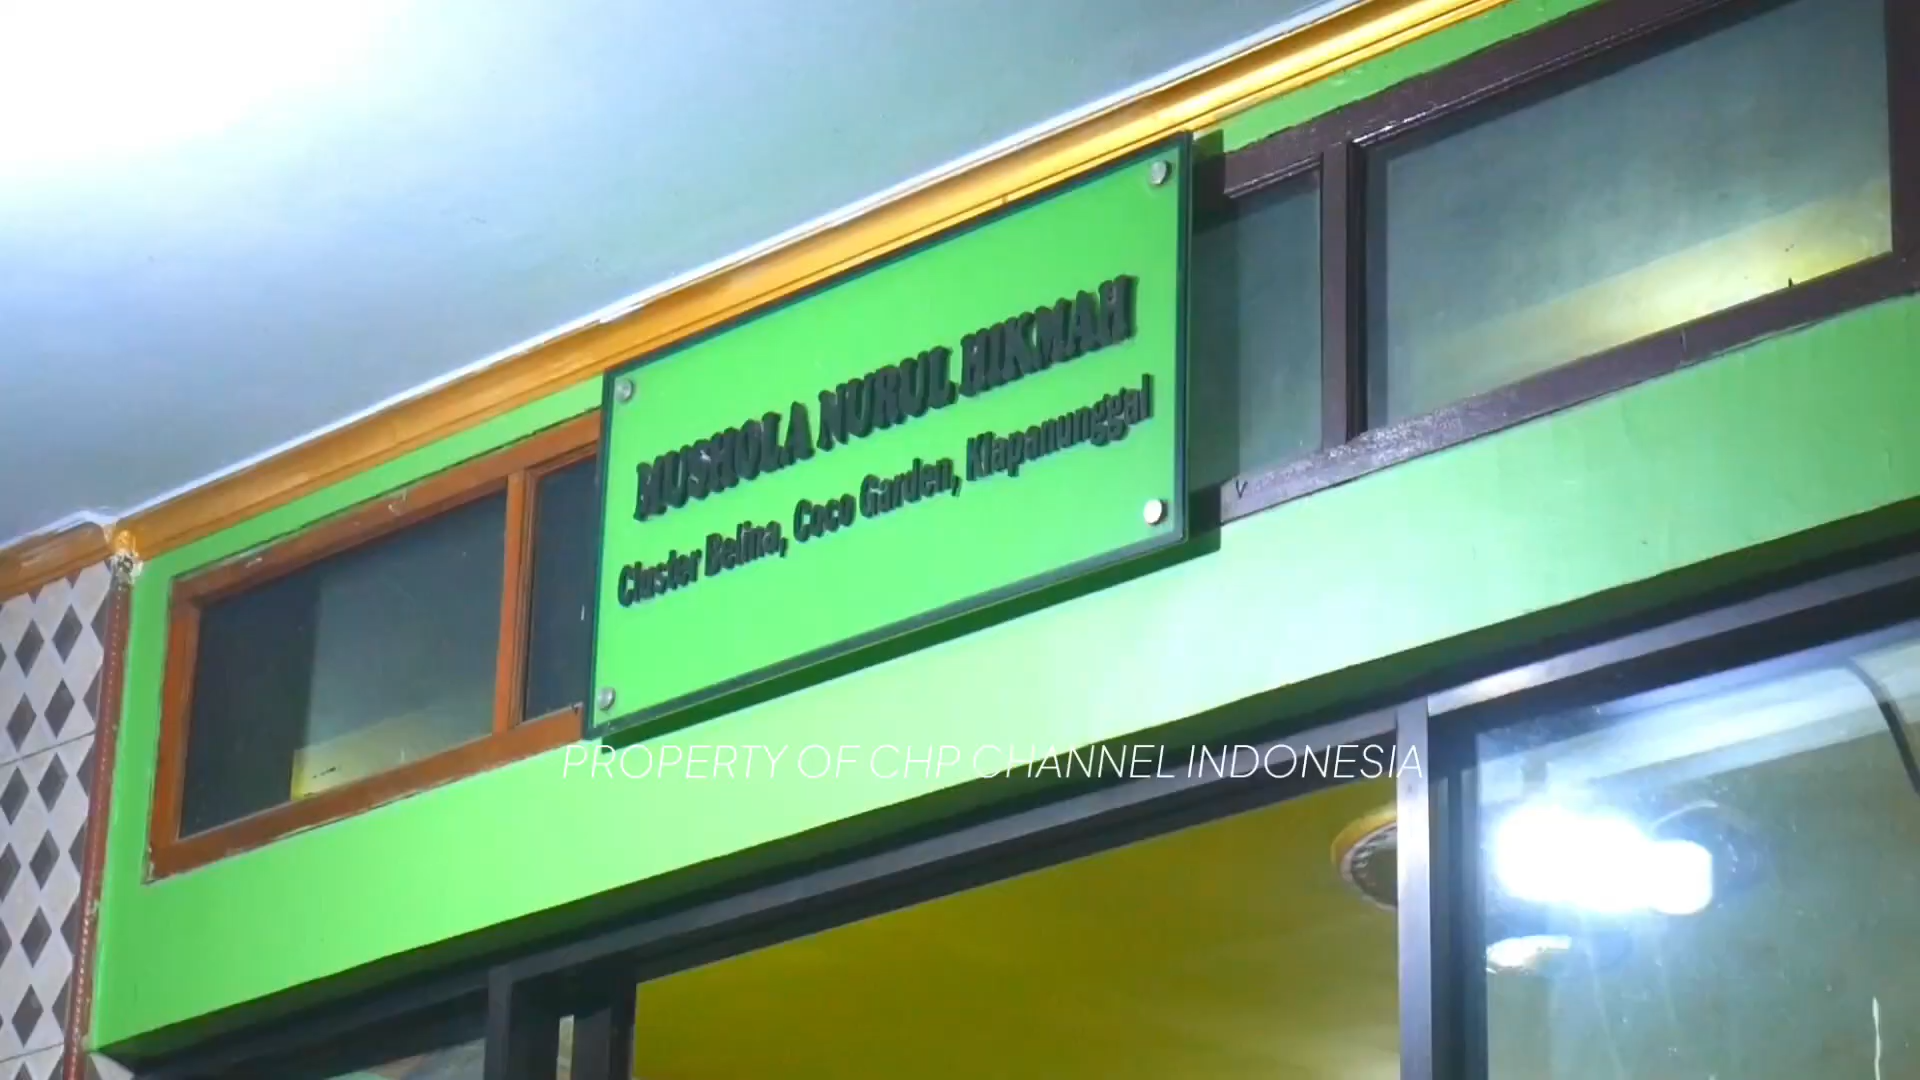 MUSHOLA NURUL HIKMAH
Cluster Belina, Coco Garden, Klapanunggal
PROPERTY OF CHP CHANNEL INDONESIA